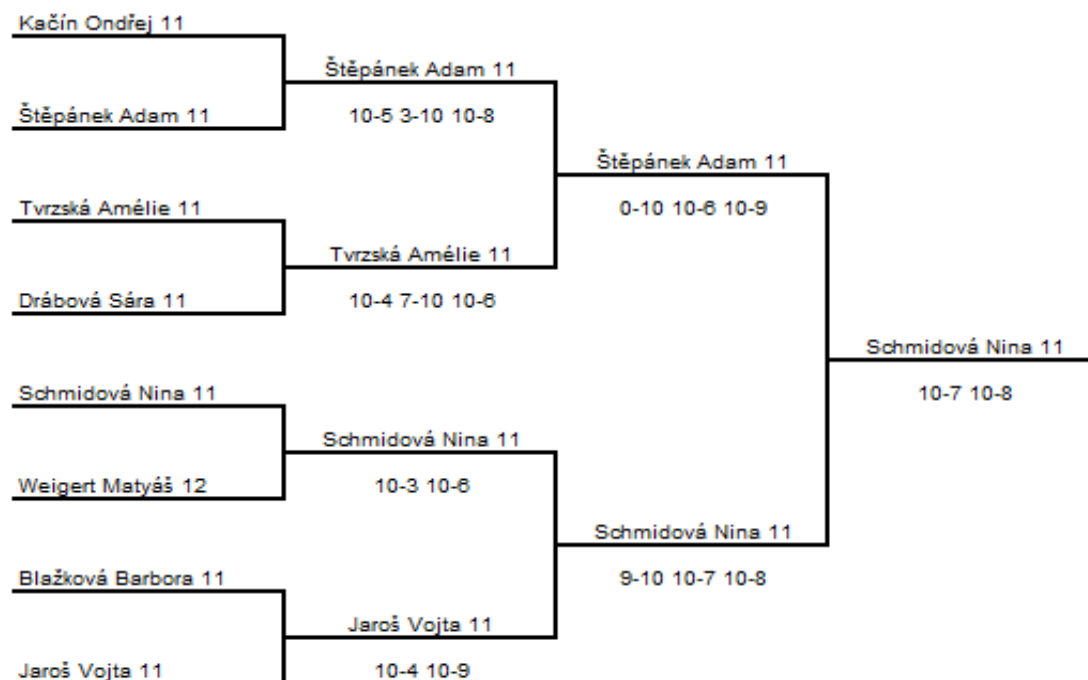 Kačín Ondřej 11
Štěpánek Adam 11
Štěpánek Adam 11
10-5 3-10 10-8
Štěpánek Adam 11
0-10 10-6 10-9
Tvrzská Amélie 11
Tvrzská Amélie 11
Drábová Sára 11
10-4 7-10 10-6
Schmidová Nina 11
10-7 10-8
Schmidová Nina 11
Schmidová Nina 11
Weigert Matyáš 12
10-3 10-6
Schmidová Nina 11
9-10 10-7 10-8
Blažková Barbora 11
Jaroš Vojta 11
Jaroš Vojta 11
10-4 10-9